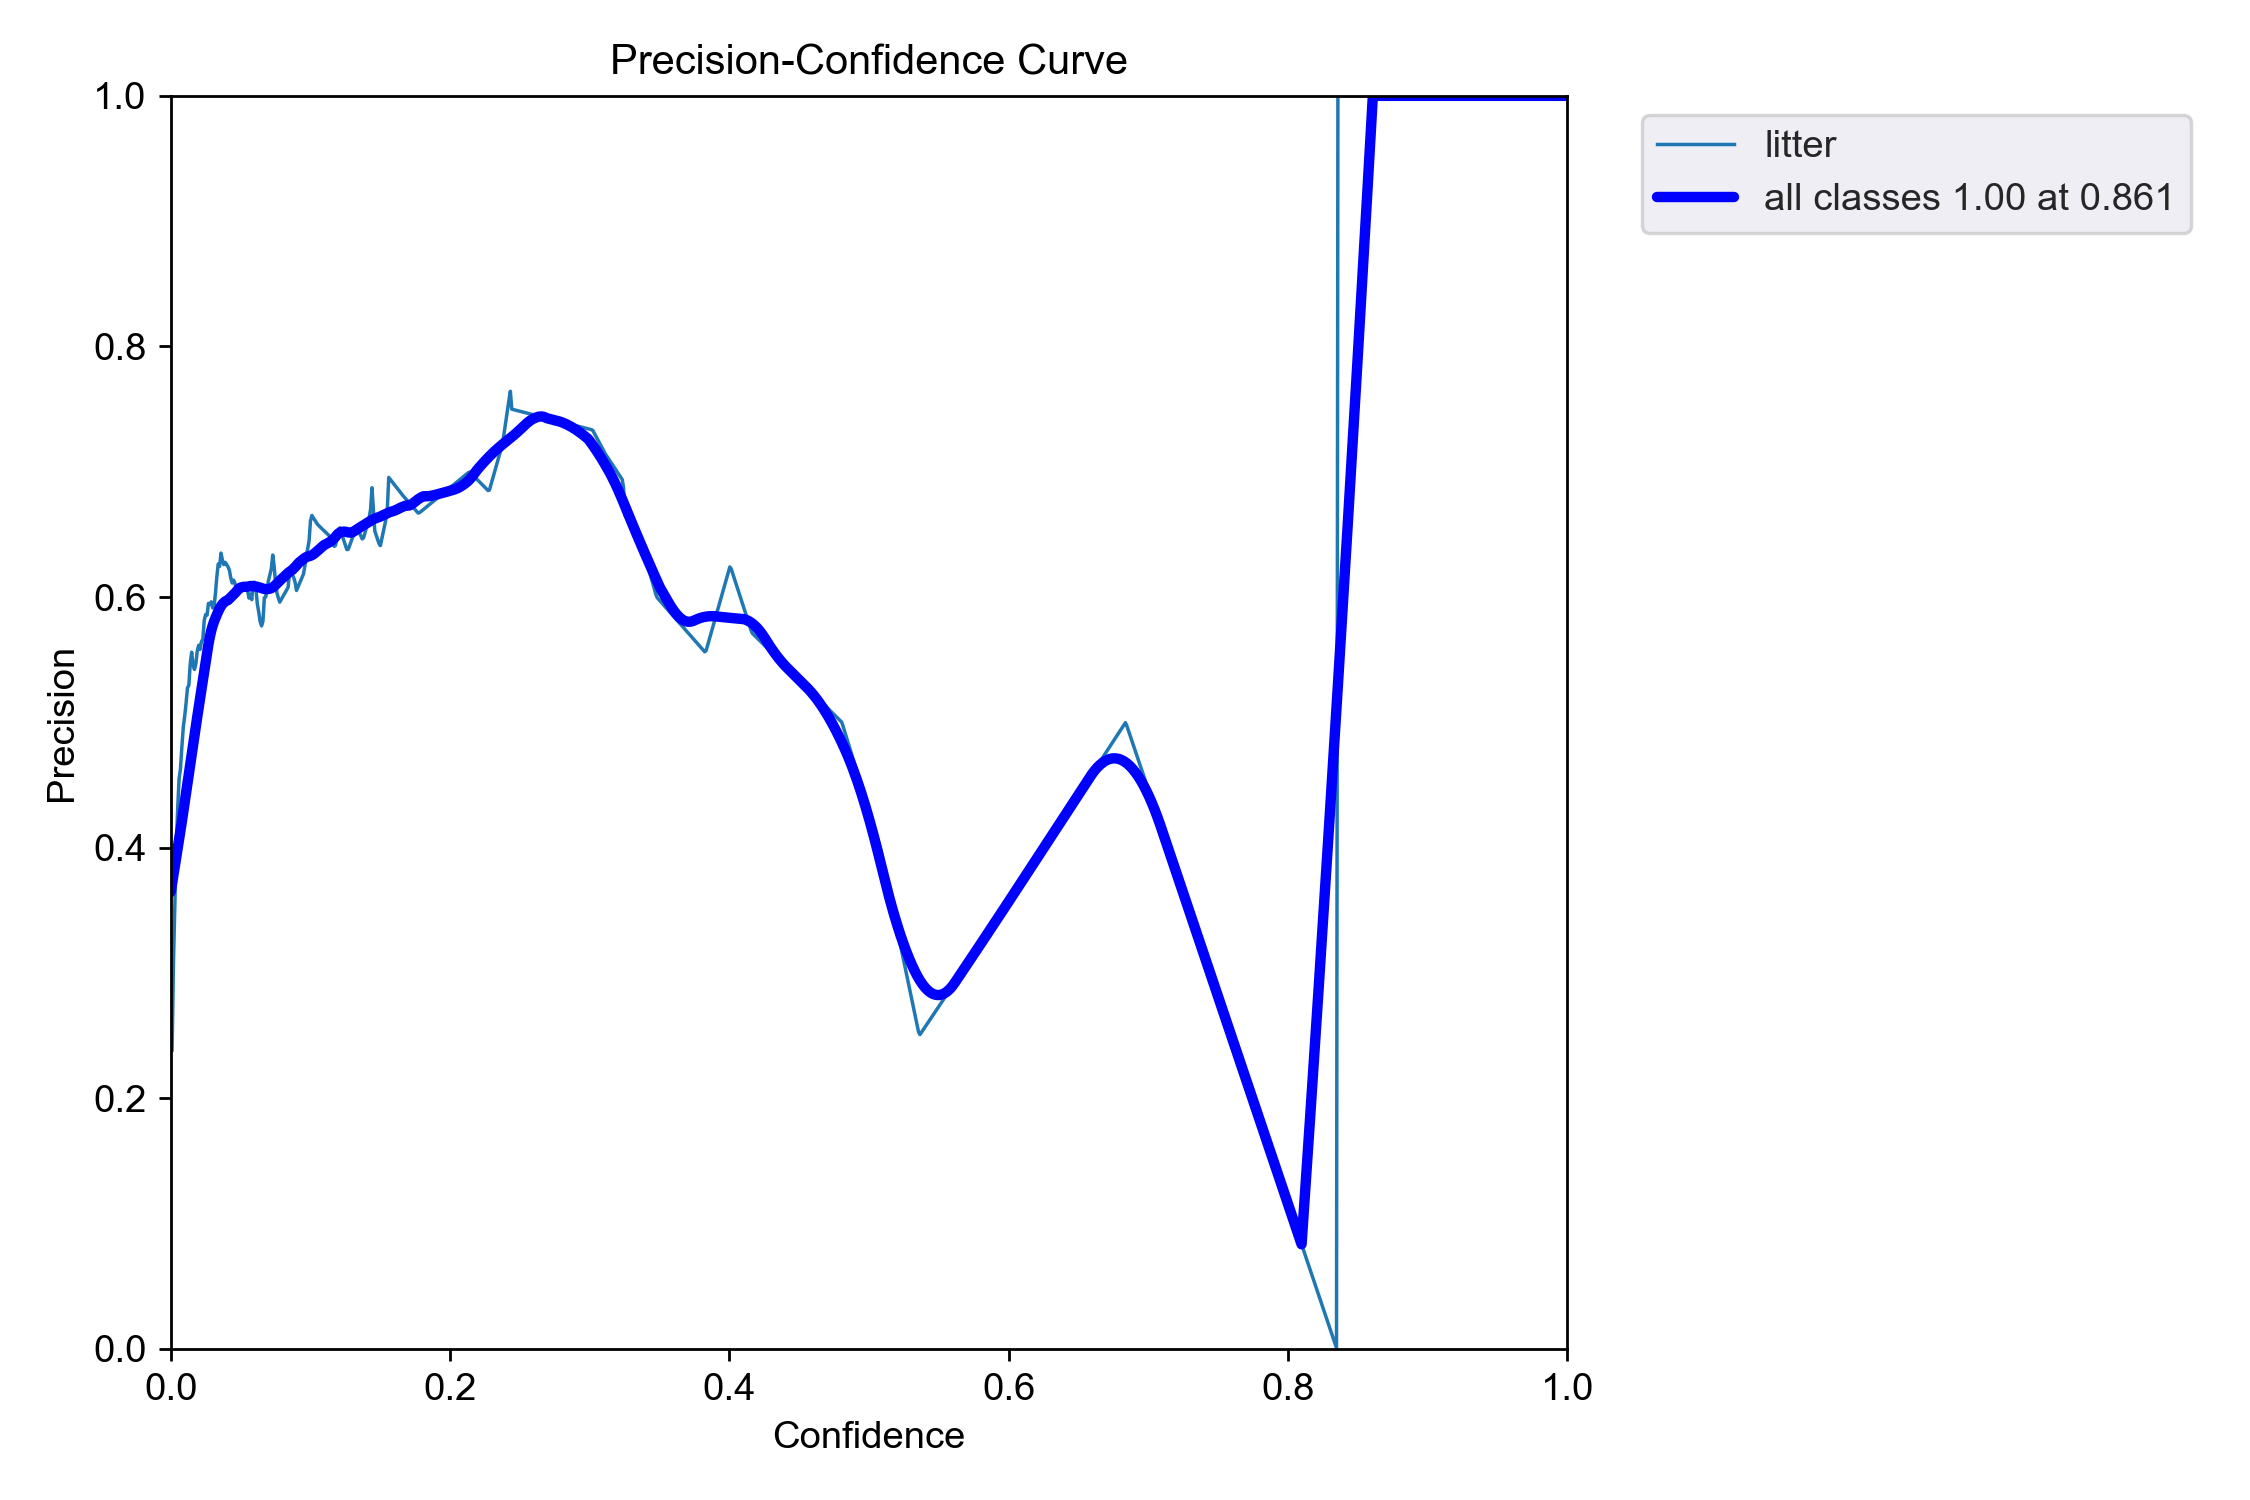 Precision-Confidence Curve
litter
all classes 1.00 at 0.861
1.0
0.8
0.6
0.4
0.2
0.0
Precision
0.0 0.2 0.4 0.6 0.8 1.0
Confidence